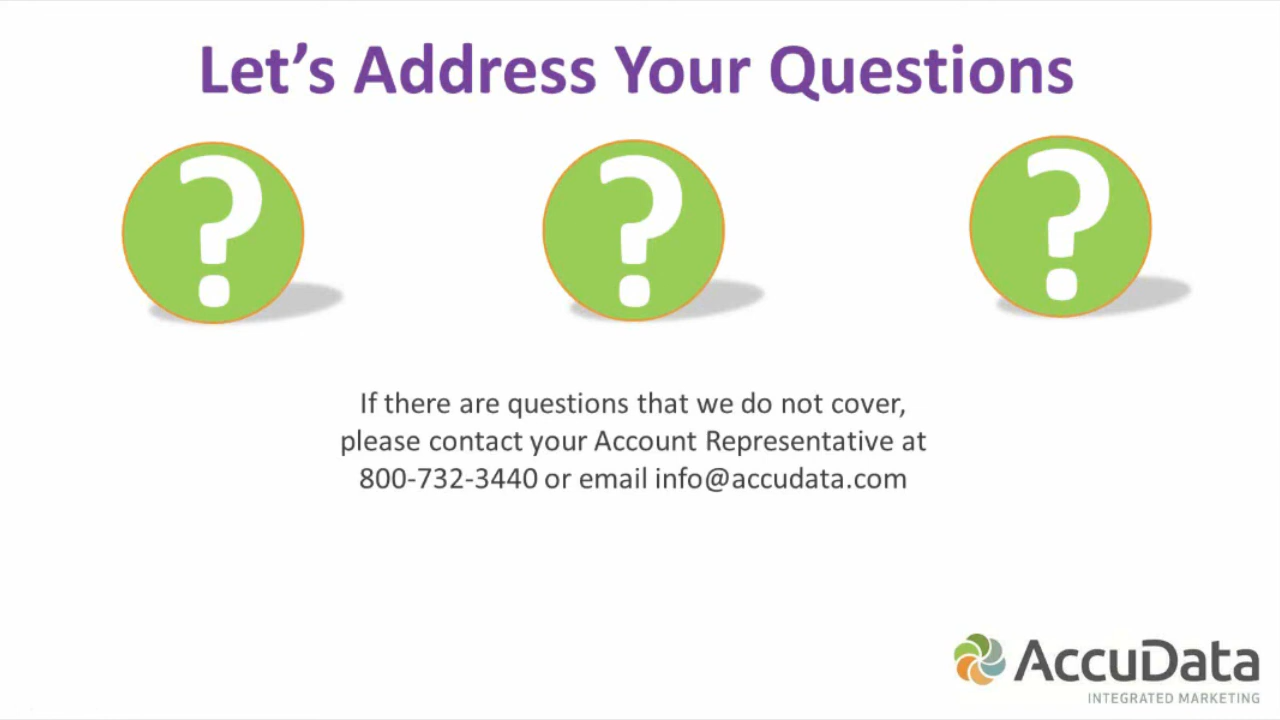 Let's Address Your Questions
? ? ?
If there are questions that we do not cover,
please contact your Account Representative at
800-732-3440 or email info@accudata.com
AccuData
INTEGRATED MARKETING